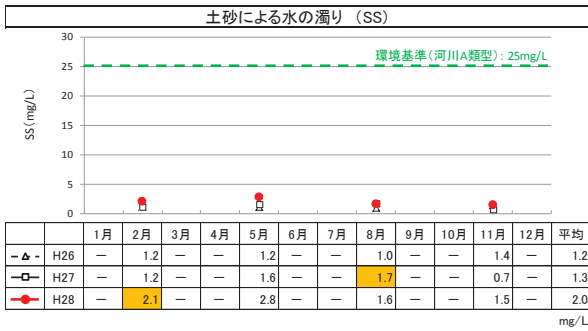 土砂による水の濁り （SS）
30
環境基準（河川A類型）：25mg/L
25
20
15
10
5
0
SS(mg/L)
1月 2月 3月 4月 5月 6月 7月 8月 9月 10月 11月 12月 平均
H26 － 1.2 － － 1.2 － － 1.0 － － 1.4 － 1.2
H27 － 1.2 － － 1.6 － － 1.7 － － 0.7 － 1.3
H28 － 2.1 － － 2.8 － － 1.6 － － 1.5 － 2.0
mg/L